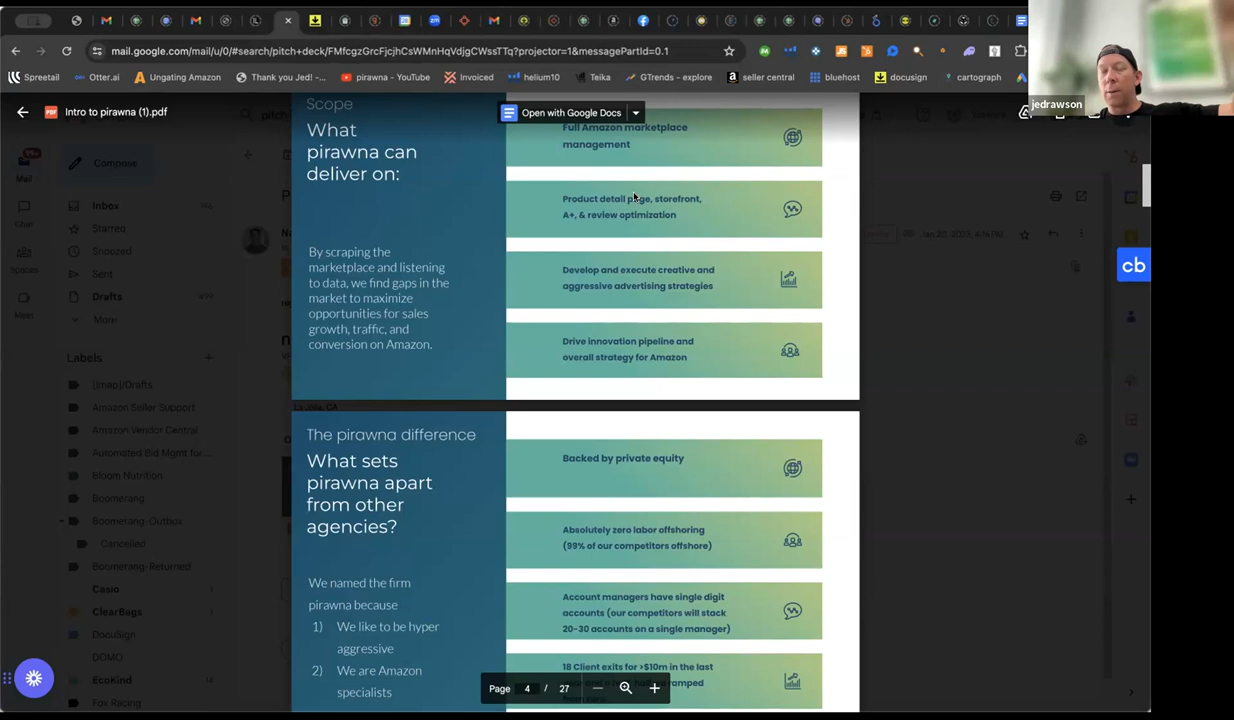 mail.google.com/mail/u/0/#search/pitch+deck/FMfcgzGrcFjcjhCsWMnHqVdjgCWssTTq?projector=1&messagePartId=0.1
Spreetail
Otter.ai
Ungating Amazon
Thank you Jed! -...
pirawna - YouTube
Invoiced
helium10
Teika
GTrends - explore
seller central
bluehost
docusign
cartograph
jedrawson
PDF
Intro to pirawna (1).pdf
Open with Google Docs
Compose
Mail
Inbox
Starred
Snoozed
Spaces
Sent
Drafts
Meet
More
Labels
[Imap]/Drafts
Amazon Seller Support
Amazon Vendor Central
Automated Bid Mgmt for ...
Bloom Nutrition
Boomerang
Boomerang-Outbox
Cancelled
Boomerang-Returned
Casio
ClearBags
DocuSign
DOMO
EcoKind
Fox Racing
cb
Scope
What
pirawna can
deliver on:
By scraping the
marketplace and listening
to data, we find gaps in the
market to maximize
opportunities for sales
growth, traffic, and
conversion on Amazon.
Full Amazon marketplace
management
Product detail page, storefront,
A+, & review optimization
Develop and execute creative and
aggressive advertising strategies
Drive innovation pipeline and
overall strategy for Amazon
The pirawna difference
What sets
pirawna apart
from other
agencies?
We named the firm
pirawna because
1) We like to be hyper
aggressive
2) We are Amazon
specialists
Backed by private equity
Absolutely zero labor offshoring
(99% of our competitors offshore)
Account managers have single digit
accounts (our competitors will stack
20-30 accounts on a single manager)
18 Client exits for >$10m in the last
ramped
Page 4 / 27